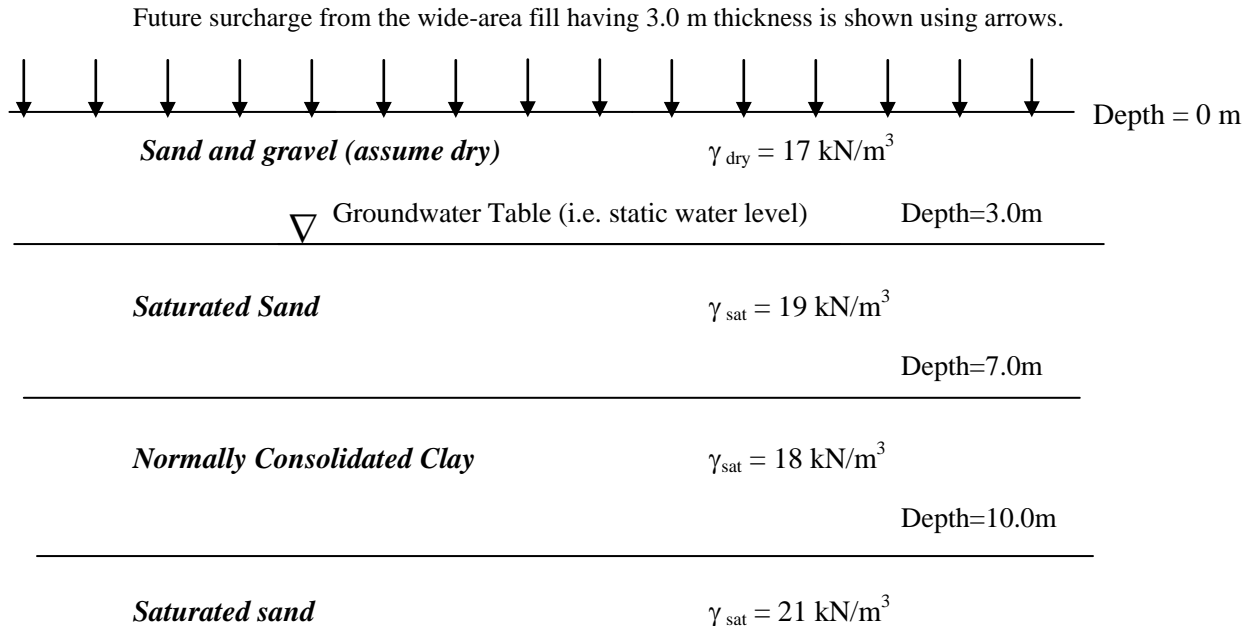 Future surcharge from the wide-area fill having 3.0 m thickness is shown using arrows.
Depth = 0 m
Sand and gravel (assume dry) γ dry = 17 kN/m³
Groundwater Table (i.e. static water level) Depth=3.0m
Saturated Sand γ sat = 19 kN/m³
Depth=7.0m
Normally Consolidated Clay γsat = 18 kN/m³
Depth=10.0m
Saturated sand γ sat = 21 kN/m³